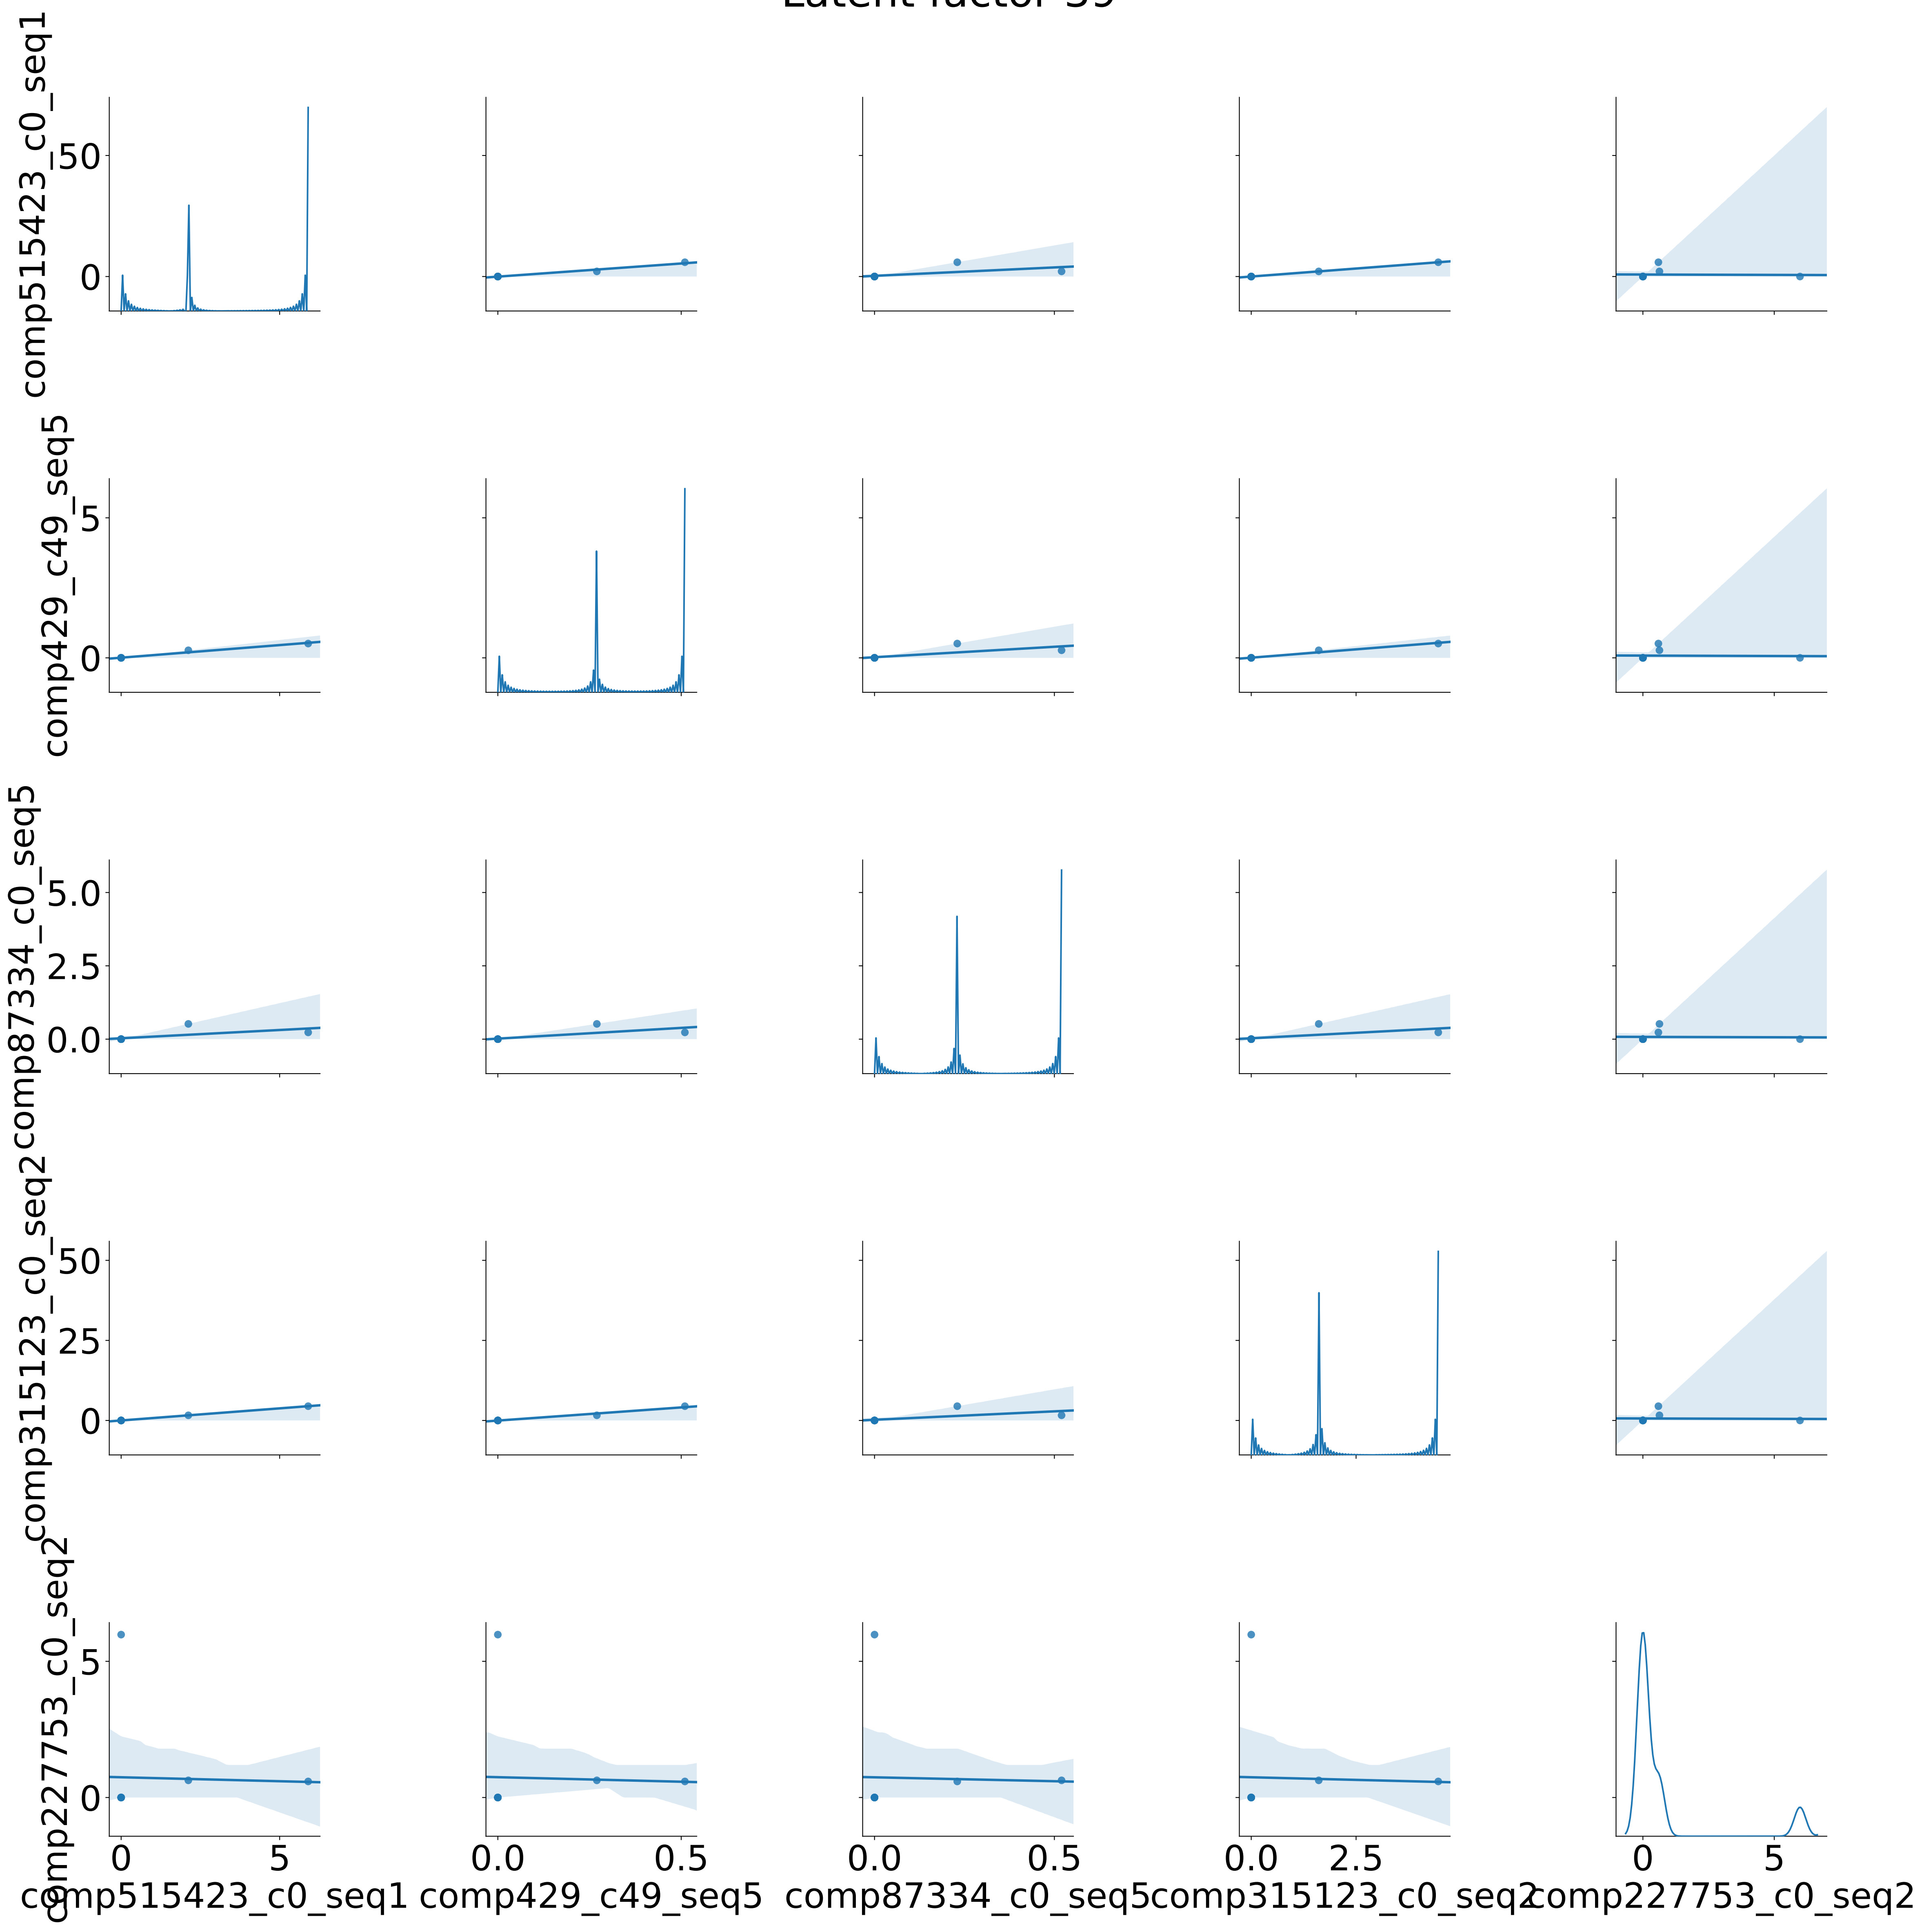 Latent factor 39
comp515423_c0_seq1
50
0
comp429_c49_seq5
5
0
comp87334_c0_seq5
5.0
2.5
0.0
comp315123_c0_seq2
50
25
0
comp227753_c0_seq2
5
0
0 5 0.0 0.5 0.0 0.5 0.0 2.5 0 5
comp515423_c0_seq1 comp429_c49_seq5 comp87334_c0_seq5 comp315123_c0_seq2 comp227753_c0_seq2